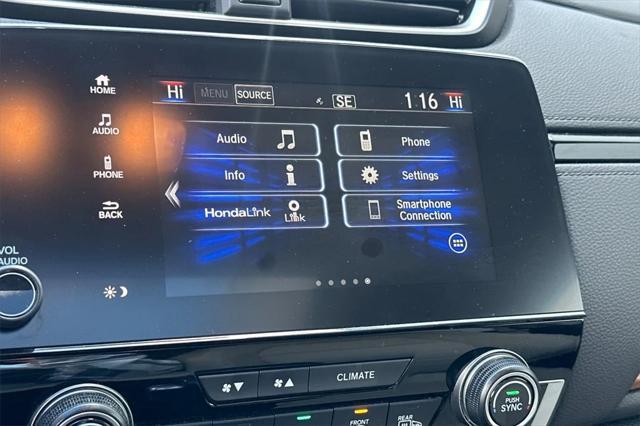 Hi MENU SOURCE SE 1:16 Hi
HOME
AUDIO
PHONE
BACK
Audio
Phone
Info
Settings
HondaLink Link
Smartphone
Connection
VOL
AUDIO
CLIMATE
PUSH
SYNC
FRONT
REAR